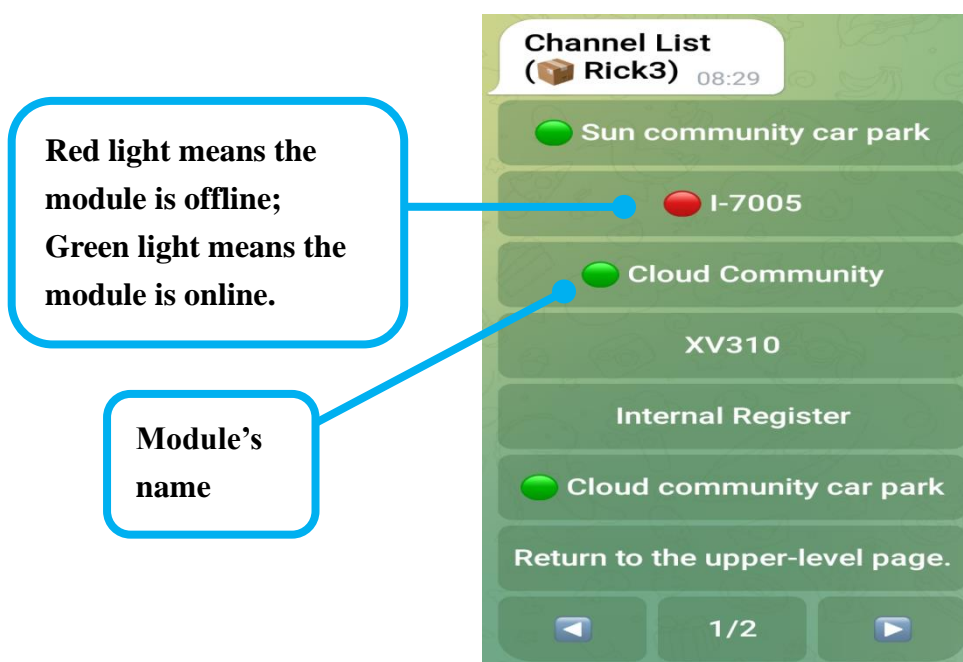 Channel List
(📦 Rick3) 08:29
Sun community car park
Red light means the
module is offline;
Green light means the
module is online.
I-7005
Cloud Community
XV310
Internal Register
Module’s
name
Cloud community car park
Return to the upper-level page.
1/2